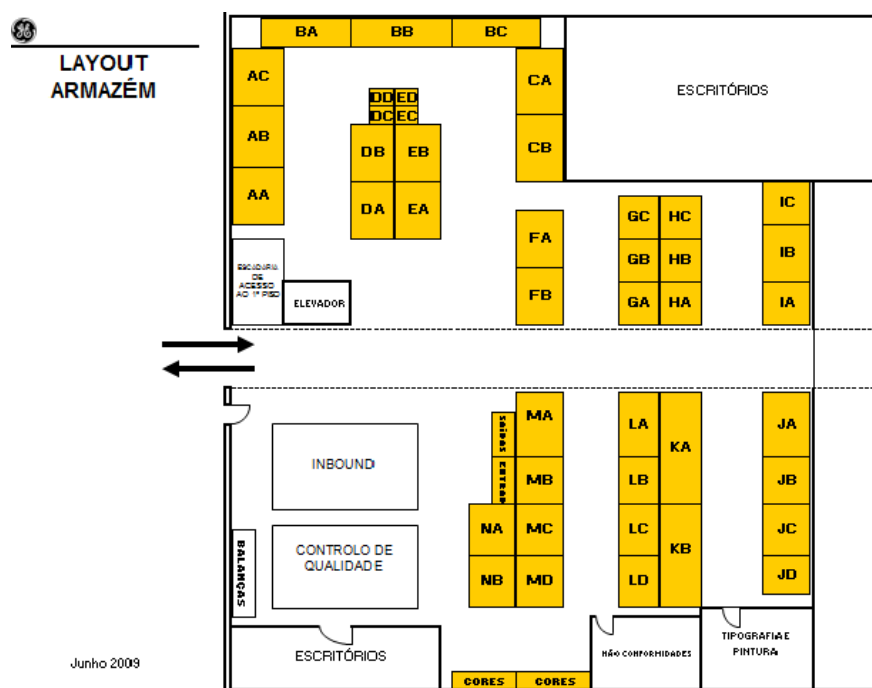 LAYOUT
ARMAZÉM
BA BB BC
AC
AB
AA
DD ED
DC EC
DB EB
DA EA
CA
CB
ESCRITÓRIOS
FA
FB
GC HC
GB HB
GA HA
IC
IB
IA
ESCADARIA
DE
ACESSO
AO 1º PISO
ELEVADOR
INBOUND
CONTROLO DE
QUALIDADE
BALANÇAS
SAÍDAS
ENTRAD
MA
MB
NA MC
NB MD
LA
LB
LC
LD
KA
KB
JA
JB
JC
JD
ESCRITÓRIOS
CORES CORES
NÃO CONFORMIDADES
TIPOGRAFIA E
PINTURA
Junho 2009